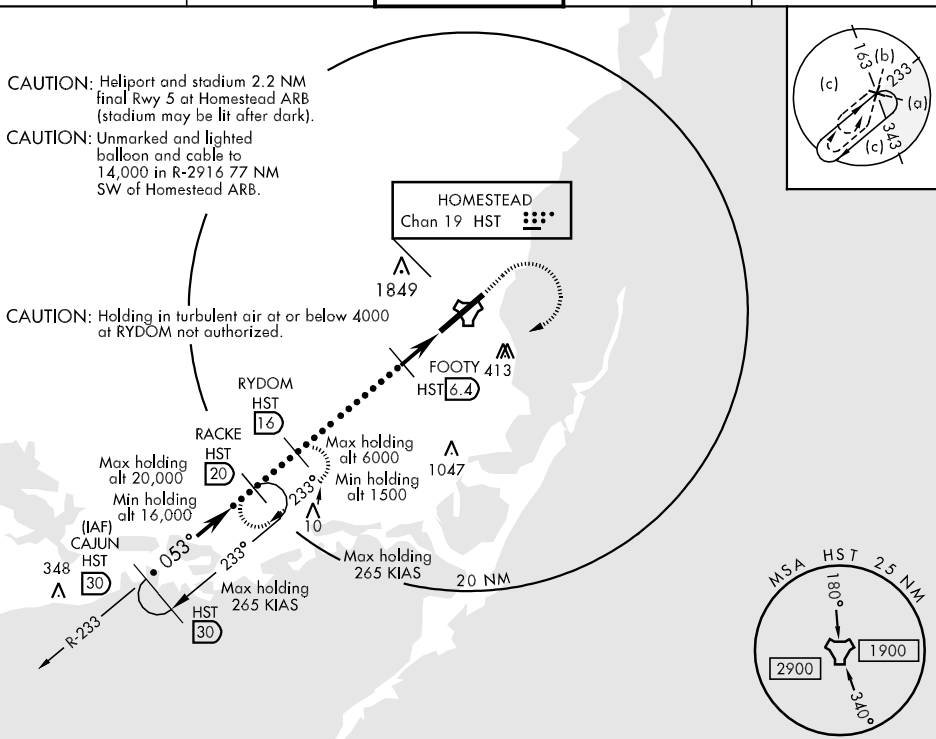 CAUTION: Heliport and stadium 2.2 NM
final Rwy 5 at Homestead ARB
(stadium may be lit after dark).
CAUTION: Unmarked and lighted
balloon and cable to
14,000 in R-2916 77 NM
SW of Homestead ARB.
163
(b)
233
(c)
(a)
(c)
343
HOMESTEAD
Chan 19 HST
1849
CAUTION: Holding in turbulent air at or below 4000
at RYDOM not authorized.
FOOTY
HST 6.4
413
RYDOM
HST
16
RACKE
HST
20
Max holding
alt 6000
Min holding
alt 1500
1047
Max holding
alt 20,000
Min holding
alt 16,000
233°
10
(IAF)
CAJUN
HST
30
053°
233°
348
Max holding
265 KIAS
Max holding
265 KIAS
20 NM
HST
30
R-233
MSA HST 25 NM
180°
1900
2900
340°